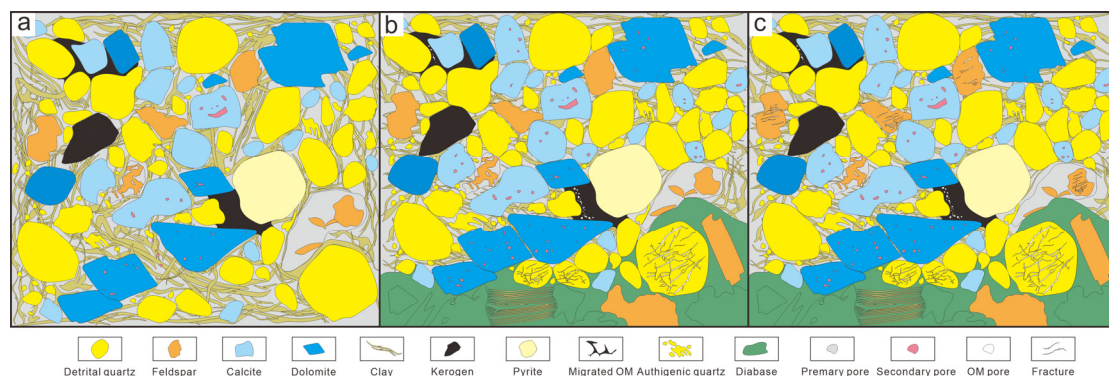 a
b
c
Detrital quartz
Feldspar
Calcite
Dolomite
Clay
Kerogen
Pyrite
Migrated OM
Authigenic quartz
Diabase
Premary pore
Secondary pore
OM pore
Fracture